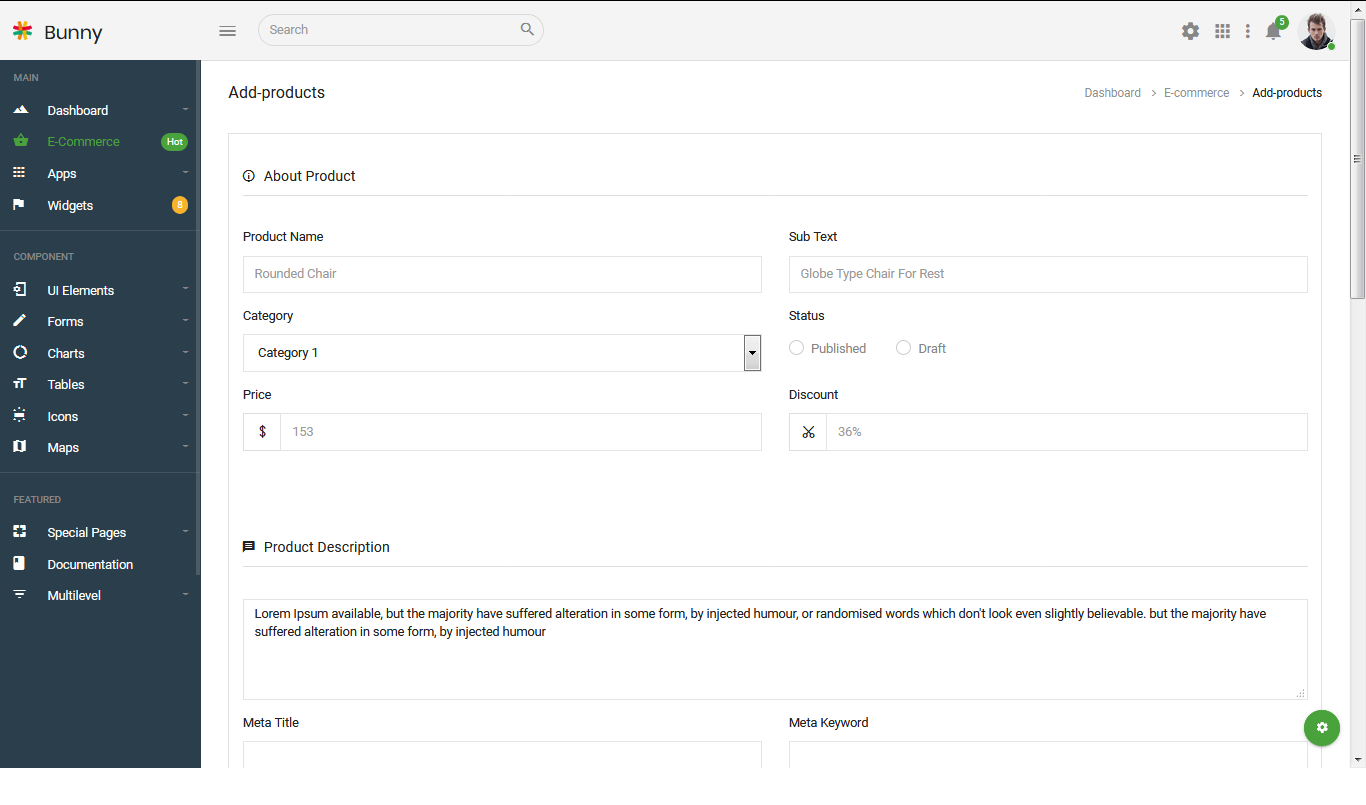 Bunny
Search
5
MAIN
Dashboard
E-Commerce Hot
Apps
Widgets 8
COMPONENT
UI Elements
Forms
Charts
Tables
Icons
Maps
FEATURED
Special Pages
Documentation
Multilevel
Add-products
Dashboard > E-commerce > Add-products
About Product
Product Name
Rounded Chair
Sub Text
Globe Type Chair For Rest
Category
Category 1
Status
Published Draft
Price
$ 153
Discount
36%
Product Description
Lorem Ipsum available, but the majority have suffered alteration in some form, by injected humour, or randomised words which don't look even slightly believable. but the majority have
suffered alteration in some form, by injected humour
Meta Title
Meta Keyword